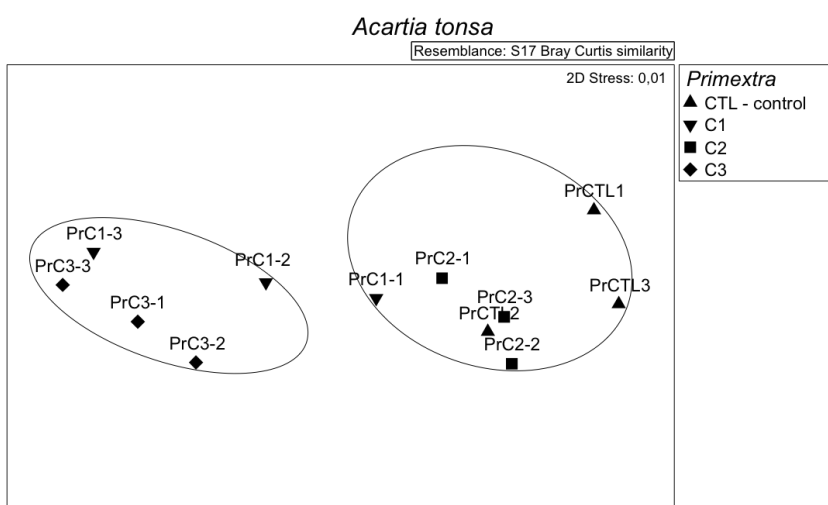 Acartia tonsa
Resemblance: S17 Bray Curtis similarity
2D Stress: 0,01
Primextra
CTL - control
C1
C2
C3
PrCTL1
PrC1-3
PrC3-3
PrC1-2
PrC2-1
PrC1-1
PrCTL3
PrC3-1
PrC2-3
PrCTL2
PrC3-2
PrC2-2